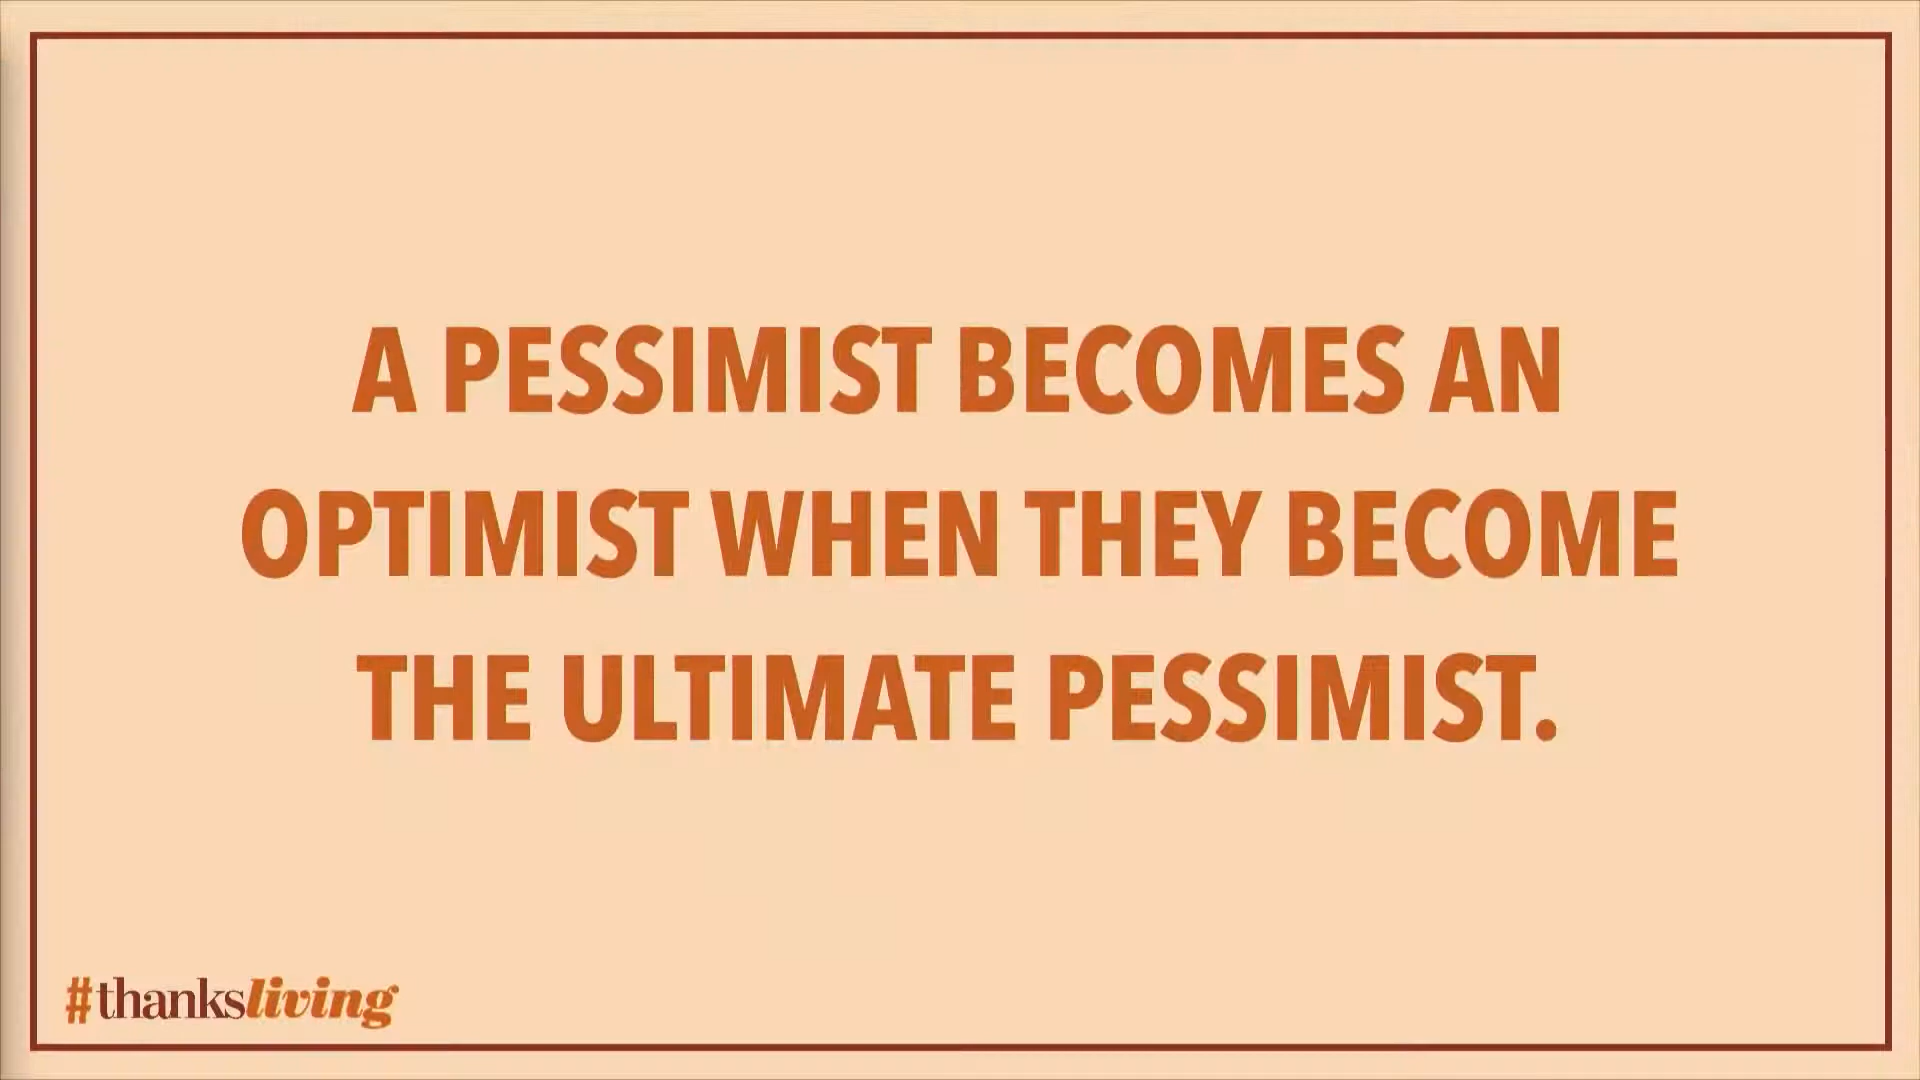 A PESSIMIST BECOMES AN
OPTIMIST WHEN THEY BECOME
THE ULTIMATE PESSIMIST.
#thanksliving